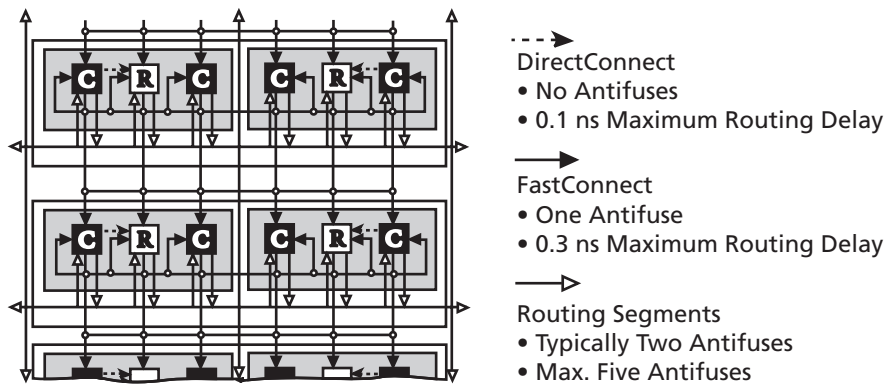 C R C C R C
C R C C R C
DirectConnect
• No Antifuses
• 0.1 ns Maximum Routing Delay
FastConnect
• One Antifuse
• 0.3 ns Maximum Routing Delay
Routing Segments
• Typically Two Antifuses
• Max. Five Antifuses